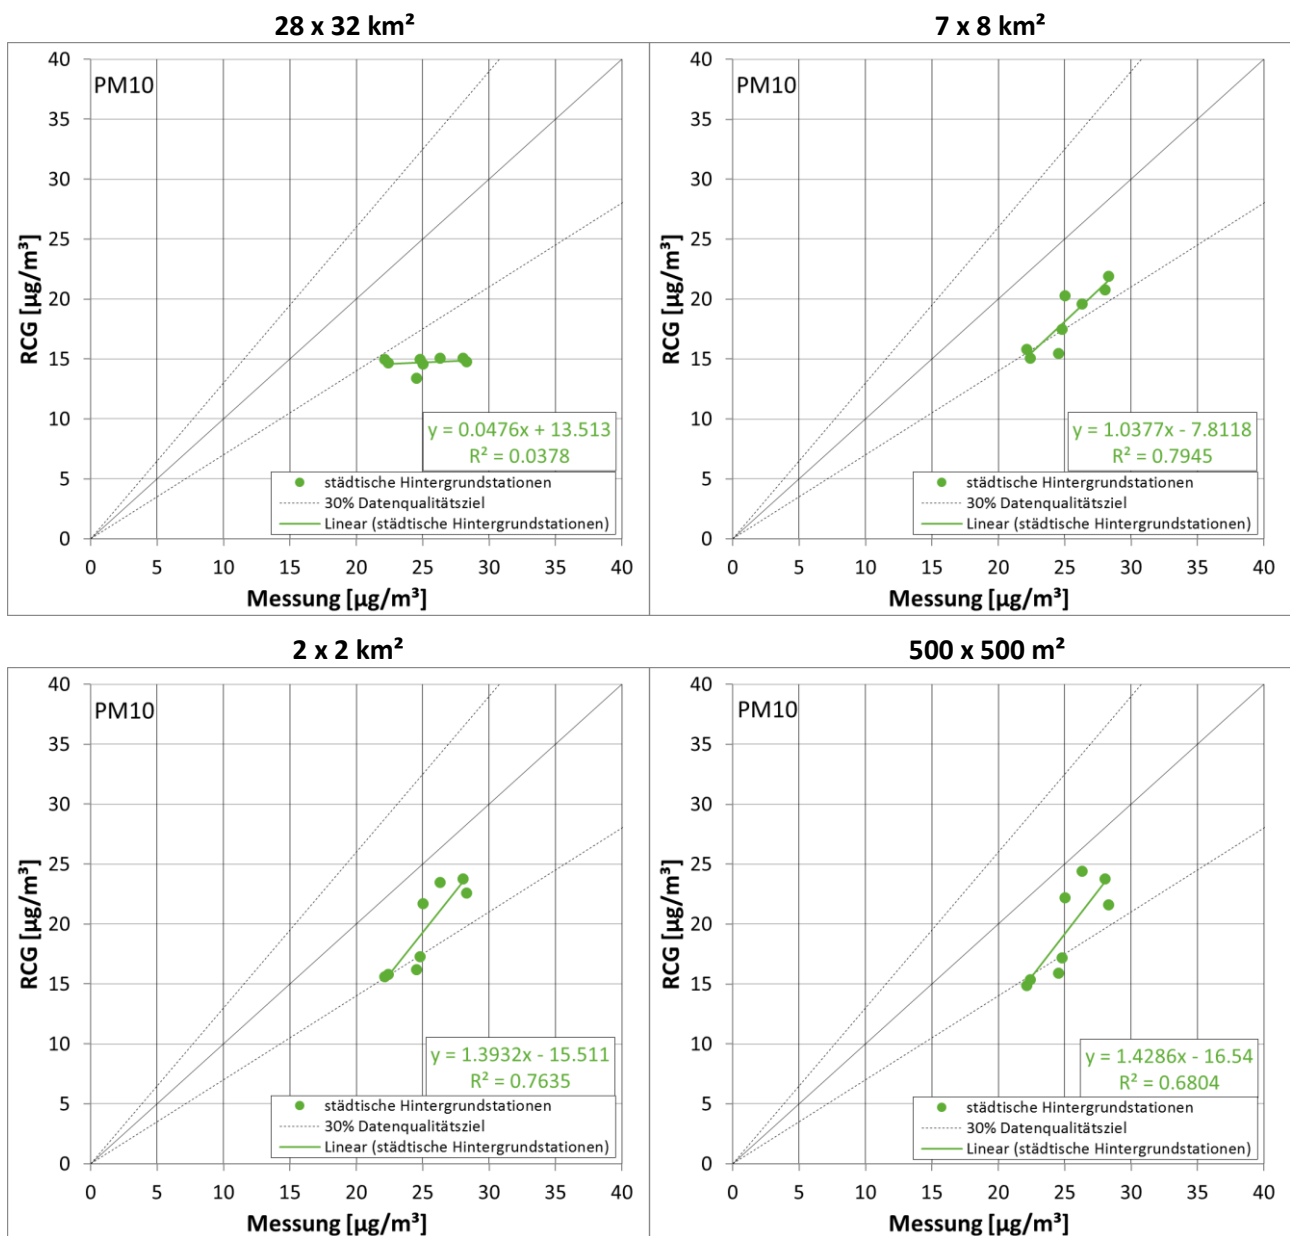 28 x 32 km²
PM10
40
35
30
25
20
15
10
5
0
RCG [µg/m³]
y = 0.0476x + 13.513
R² = 0.0378
städtische Hintergrundstationen
30% Datenqualitätsziel
Linear (städtische Hintergrundstationen)
0 5 10 15 20 25 30 35 40
Messung [µg/m³]
7 x 8 km²
PM10
40
35
30
25
20
15
10
5
0
RCG [µg/m³]
y = 1.0377x - 7.8118
R² = 0.7945
städtische Hintergrundstationen
30% Datenqualitätsziel
Linear (städtische Hintergrundstationen)
0 5 10 15 20 25 30 35 40
Messung [µg/m³]
2 x 2 km²
PM10
40
35
30
25
20
15
10
5
0
RCG [µg/m³]
y = 1.3932x - 15.511
R² = 0.7635
städtische Hintergrundstationen
30% Datenqualitätsziel
Linear (städtische Hintergrundstationen)
0 5 10 15 20 25 30 35 40
Messung [µg/m³]
500 x 500 m²
PM10
40
35
30
25
20
15
10
5
0
RCG [µg/m³]
y = 1.4286x - 16.54
R² = 0.6804
städtische Hintergrundstationen
30% Datenqualitätsziel
Linear (städtische Hintergrundstationen)
0 5 10 15 20 25 30 35 40
Messung [µg/m³]